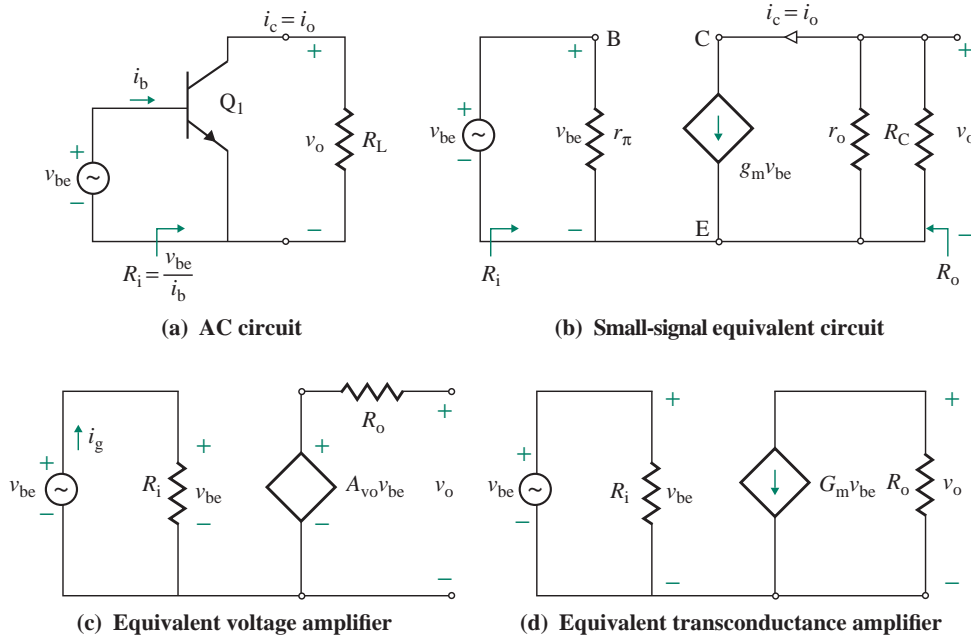 i_c = i_o
i_b
Q_1
+
+
v_be
~
v_o
R_L
−
−
R_i = v_be / i_b
(a) AC circuit
i_c = i_o
B
C
+
+
+
v_be
~
v_be
r_π
g_m v_be
r_o
R_C
v_o
−
−
−
E
R_i
R_o
(b) Small-signal equivalent circuit
i_g
R_o
+
+
+
+
v_be
~
R_i
v_be
A_vo v_be
v_o
−
−
−
−
(c) Equivalent voltage amplifier
+
+
+
v_be
~
R_i
v_be
G_m v_be
R_o
v_o
−
−
−
(d) Equivalent transconductance amplifier